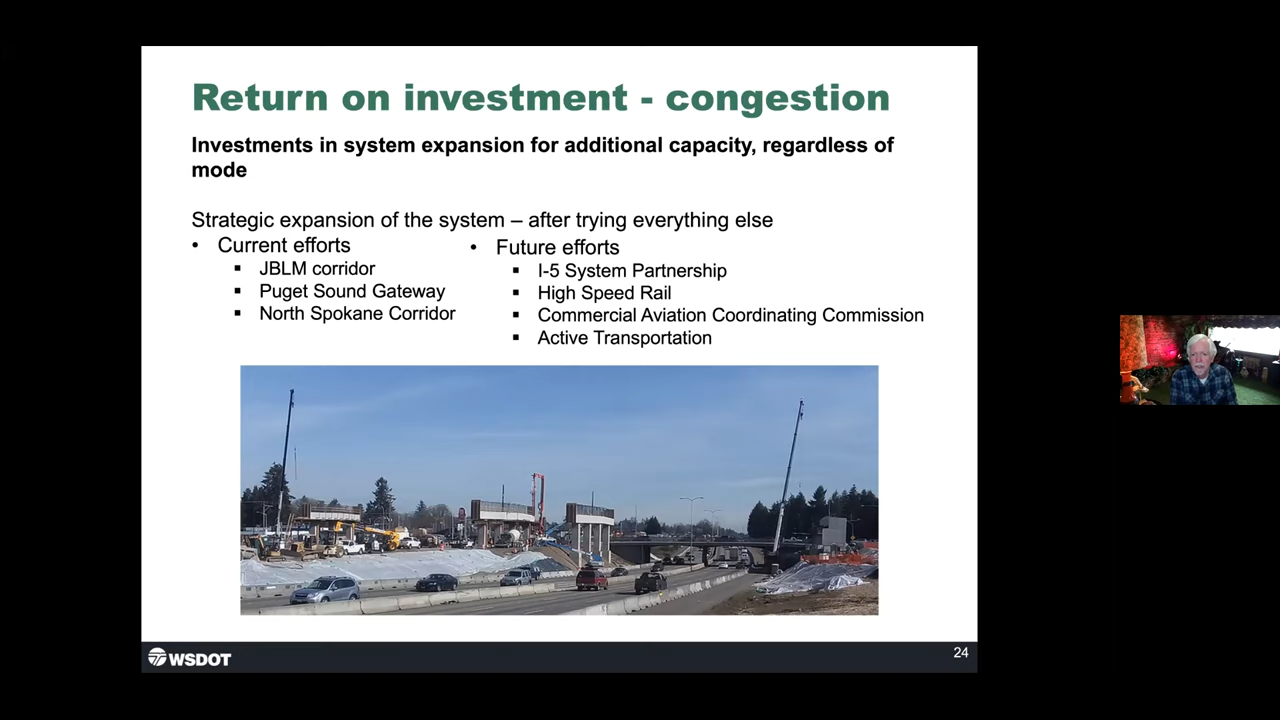 Return on investment - congestion
Investments in system expansion for additional capacity, regardless of
mode
Strategic expansion of the system – after trying everything else
• Current efforts
▪ JBLM corridor
▪ Puget Sound Gateway
▪ North Spokane Corridor
• Future efforts
▪ I-5 System Partnership
▪ High Speed Rail
▪ Commercial Aviation Coordinating Commission
▪ Active Transportation
WSDOT
24